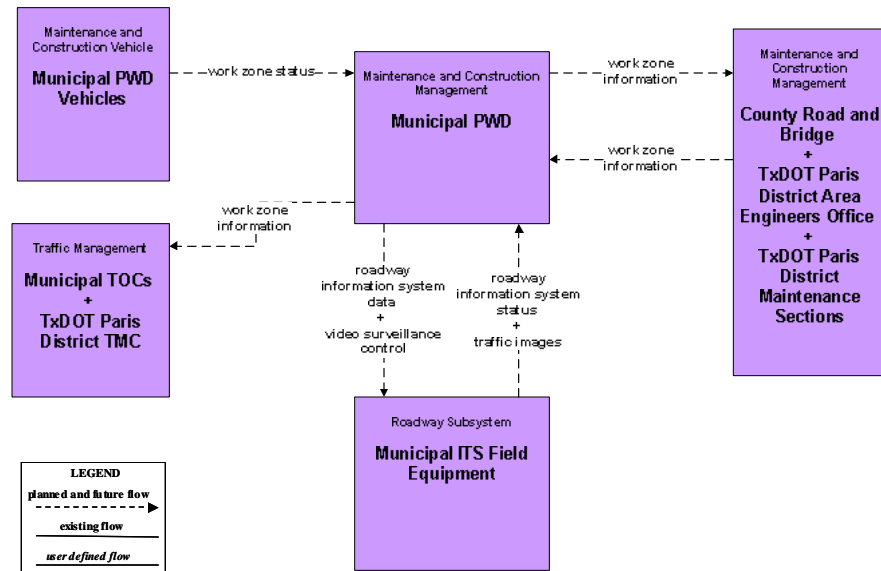 Maintenance and
Construction Vehicle
Municipal PWD
Vehicles
work zone status
Maintenance and Construction
Management
Municipal PWD
work zone
information
work zone
information
Maintenance and
Construction
Management
County Road and
Bridge
+
TxDOT Paris
District Area
Engineers Office
+
TxDOT Paris
District
Maintenance
Sections
work zone
information
Traffic Management
Municipal TOCs
+
TxDOT Paris
District TMC
roadway
information system
data
+
video surveillance
control
roadway
information system
status
+
traffic images
Roadway Subsystem
Municipal ITS Field
Equipment
LEGEND
planned and future flow
existing flow
user defined flow